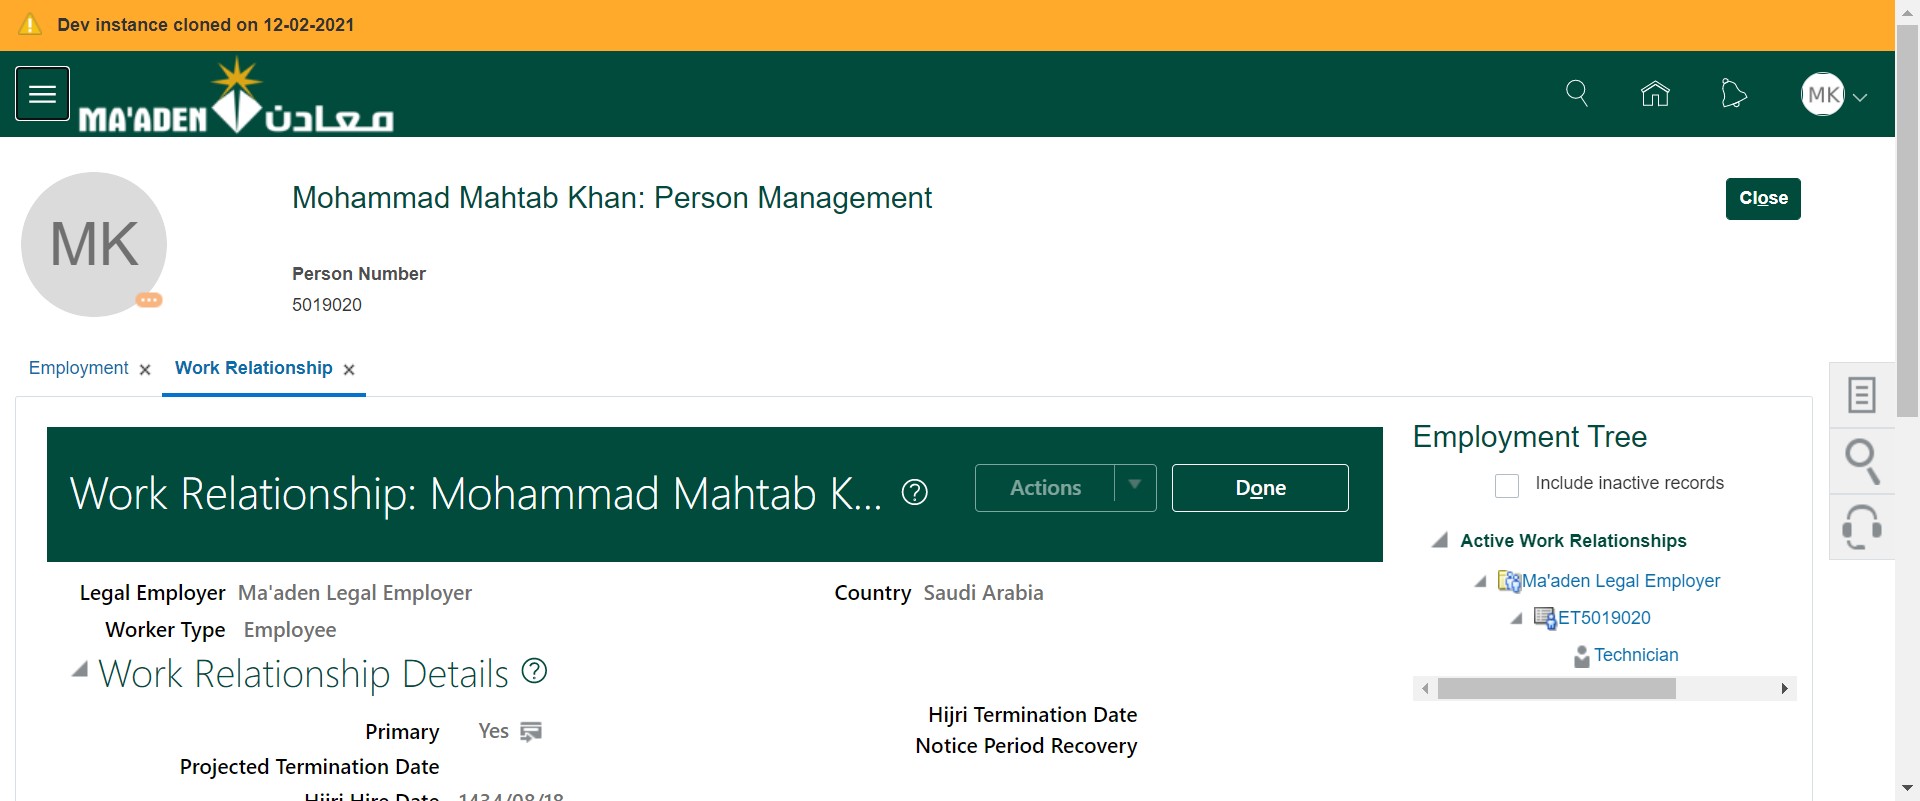 Dev instance cloned on 12-02-2021
MA'ADEN معادن
MK
Mohammad Mahtab Khan: Person Management
Close
MK
Person Number
5019020
Employment
Work Relationship
Work Relationship: Mohammad Mahtab K...
Actions
Done
Employment Tree
Include inactive records
Active Work Relationships
Ma'aden Legal Employer
ET5019020
Technician
Legal Employer Ma'aden Legal Employer
Country Saudi Arabia
Worker Type Employee
Work Relationship Details
Primary Yes
Hijri Termination Date
Notice Period Recovery
Projected Termination Date
Hijri Hire Date 1434/08/18